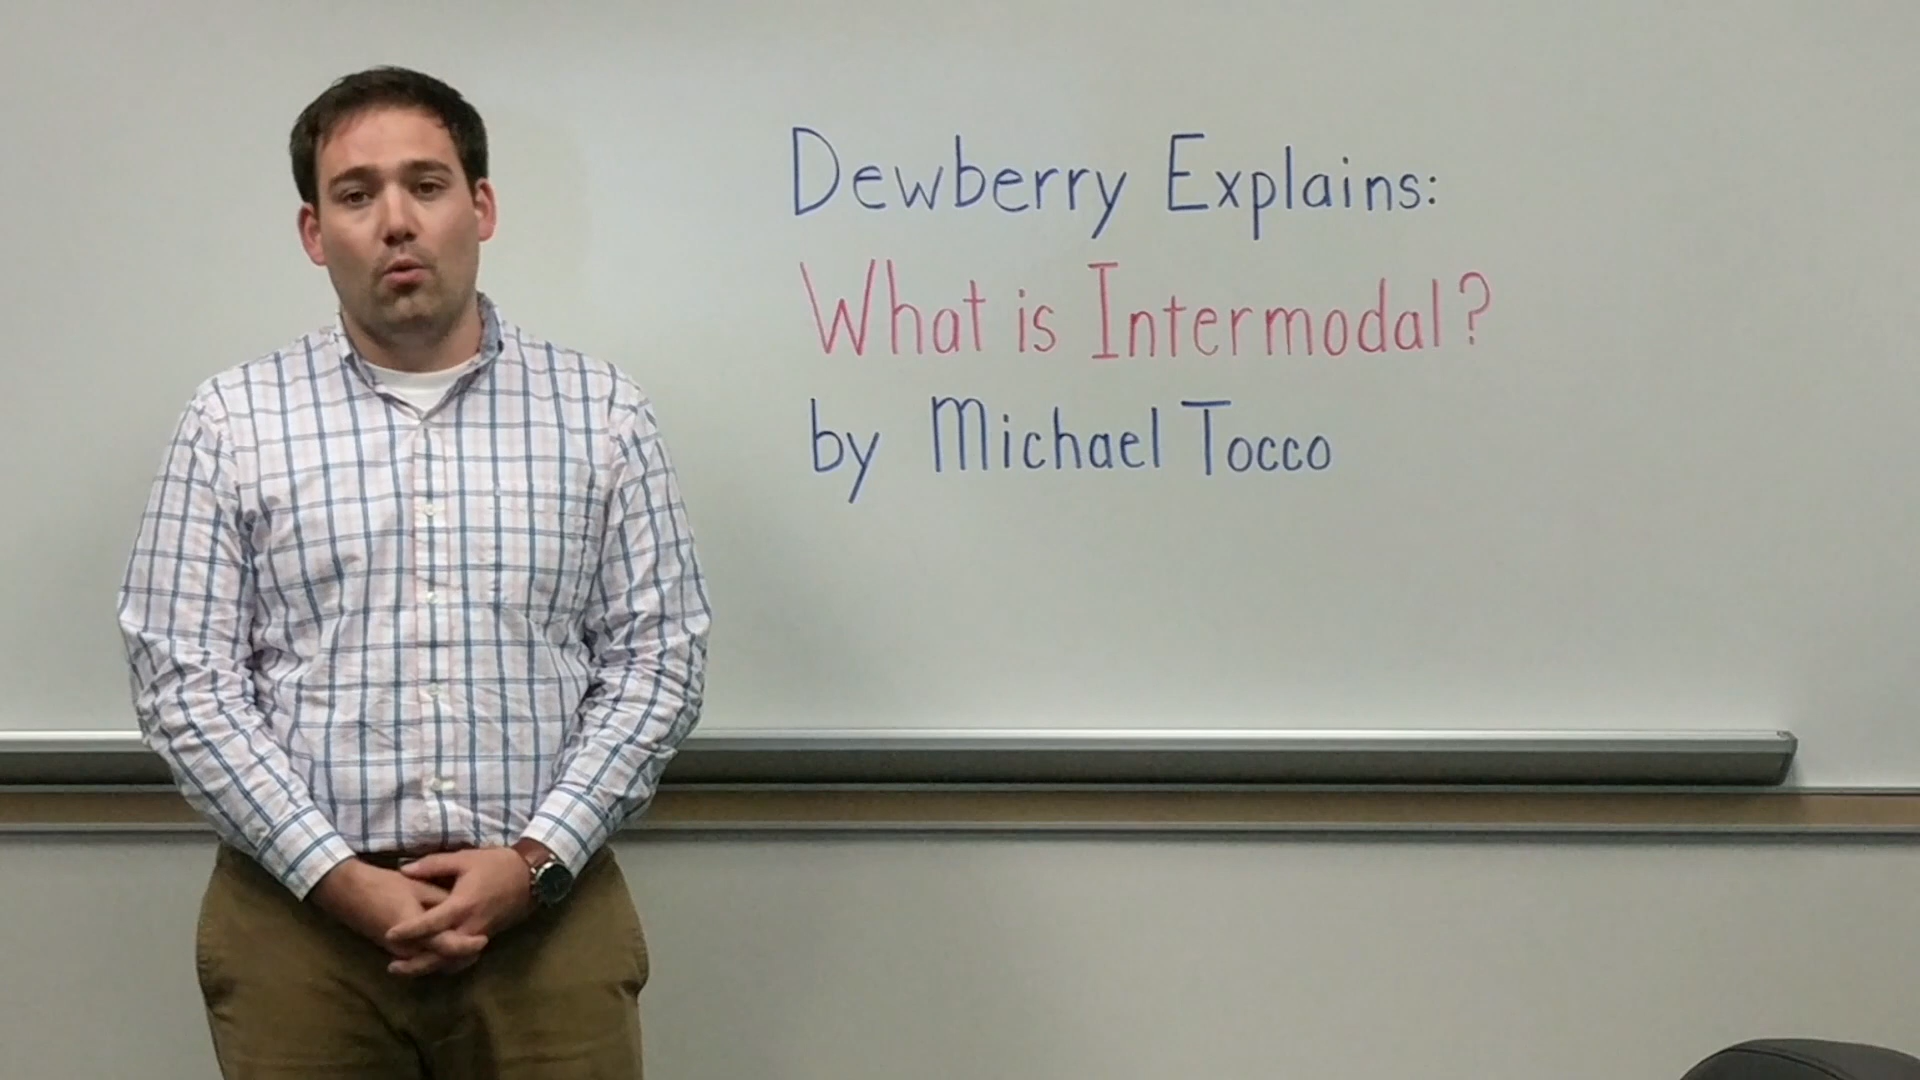 Dewberry Explains:
What is Intermodal?
by Michael Tocco